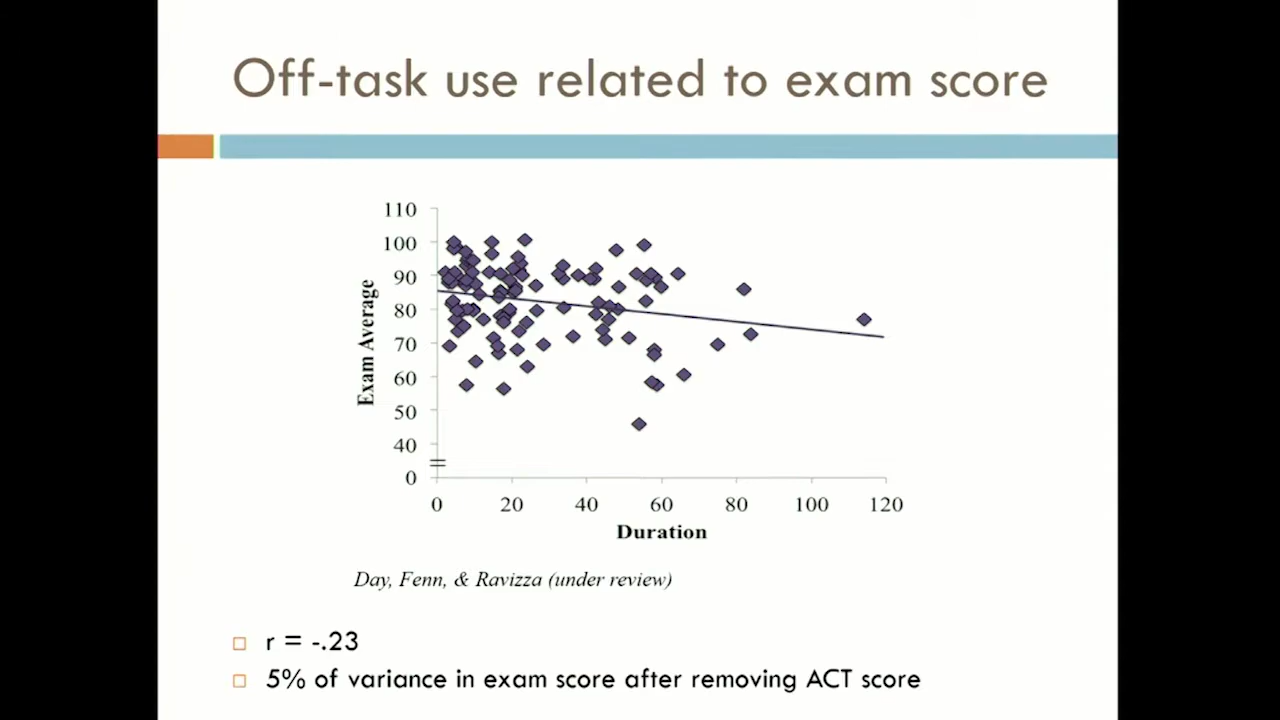 Off-task use related to exam score
110
100
90
80
70
60
50
40
0
Exam Average
0 20 40 60 80 100 120
Duration
Day, Fenn, & Ravizza (under review)
r = -.23
5% of variance in exam score after removing ACT score